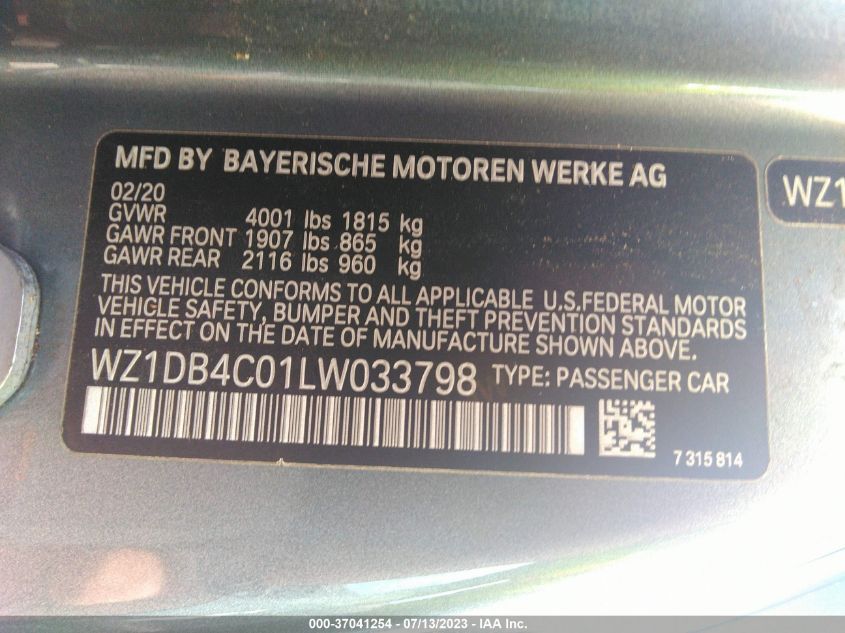 MFD BY BAYERISCHE MOTOREN WERKE AG
02/20
GVWR 4001 lbs 1815 kg
GAWR FRONT 1907 lbs 865 kg
GAWR REAR 2116 lbs 960 kg
THIS VEHICLE CONFORMS TO ALL APPLICABLE U.S.FEDERAL MOTOR
VEHICLE SAFETY, BUMPER AND THEFT PREVENTION STANDARDS
IN EFFECT ON THE DATE OF MANUFACTURE SHOWN ABOVE.
WZ1DB4C01LW033798 TYPE: PASSENGER CAR
7 315 814
WZ1
000-37041254 - 07/13/2023 - IAA Inc.